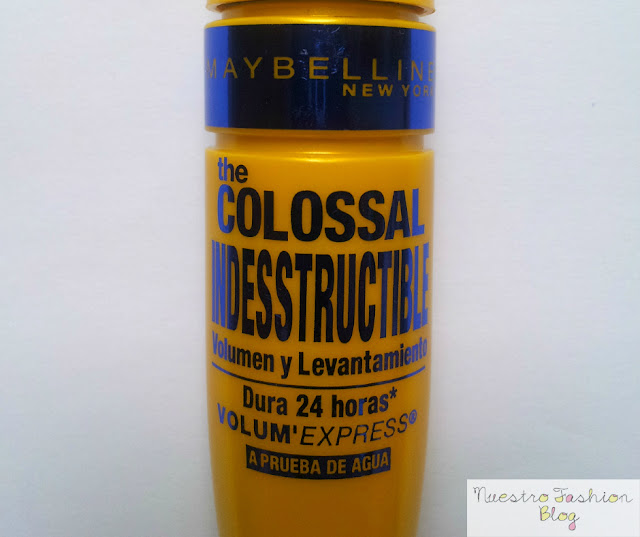 MAYBELLINE
NEW YORK
the
COLOSSAL
INDESSTRUCTIBLE
Volumen y Levantamiento
Dura 24 horas*
VOLUM'EXPRESS®
A PRUEBA DE AGUA
Nuestro Fashion
Blog